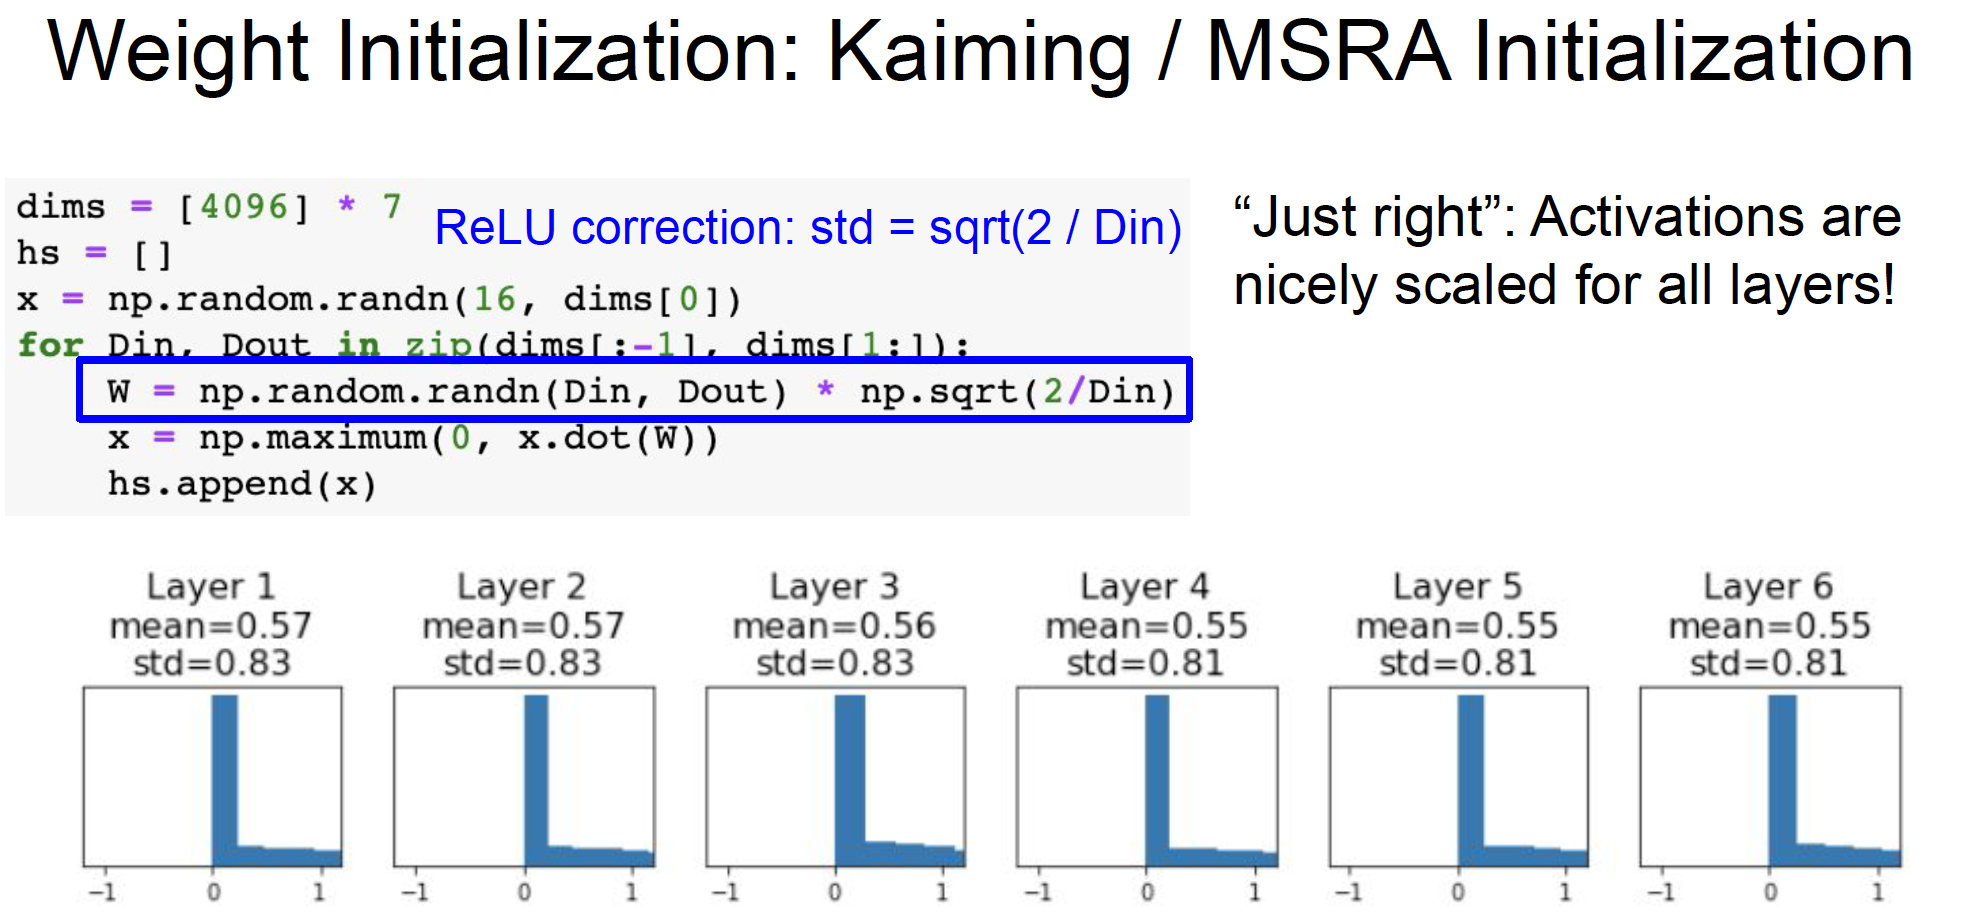 Weight Initialization: Kaiming / MSRA Initialization
dims = [4096] * 7
ReLU correction: std = sqrt(2 / Din)
hs = []
x = np.random.randn(16, dims[0])
for Din, Dout in zip(dims[:-1], dims[1:]):
W = np.random.randn(Din, Dout) * np.sqrt(2/Din)
x = np.maximum(0, x.dot(W))
hs.append(x)
“Just right”: Activations are
nicely scaled for all layers!
Layer 1
mean=0.57
std=0.83
−1 0 1
Layer 2
mean=0.57
std=0.83
−1 0 1
Layer 3
mean=0.56
std=0.83
−1 0 1
Layer 4
mean=0.55
std=0.81
−1 0 1
Layer 5
mean=0.55
std=0.81
−1 0 1
Layer 6
mean=0.55
std=0.81
−1 0 1